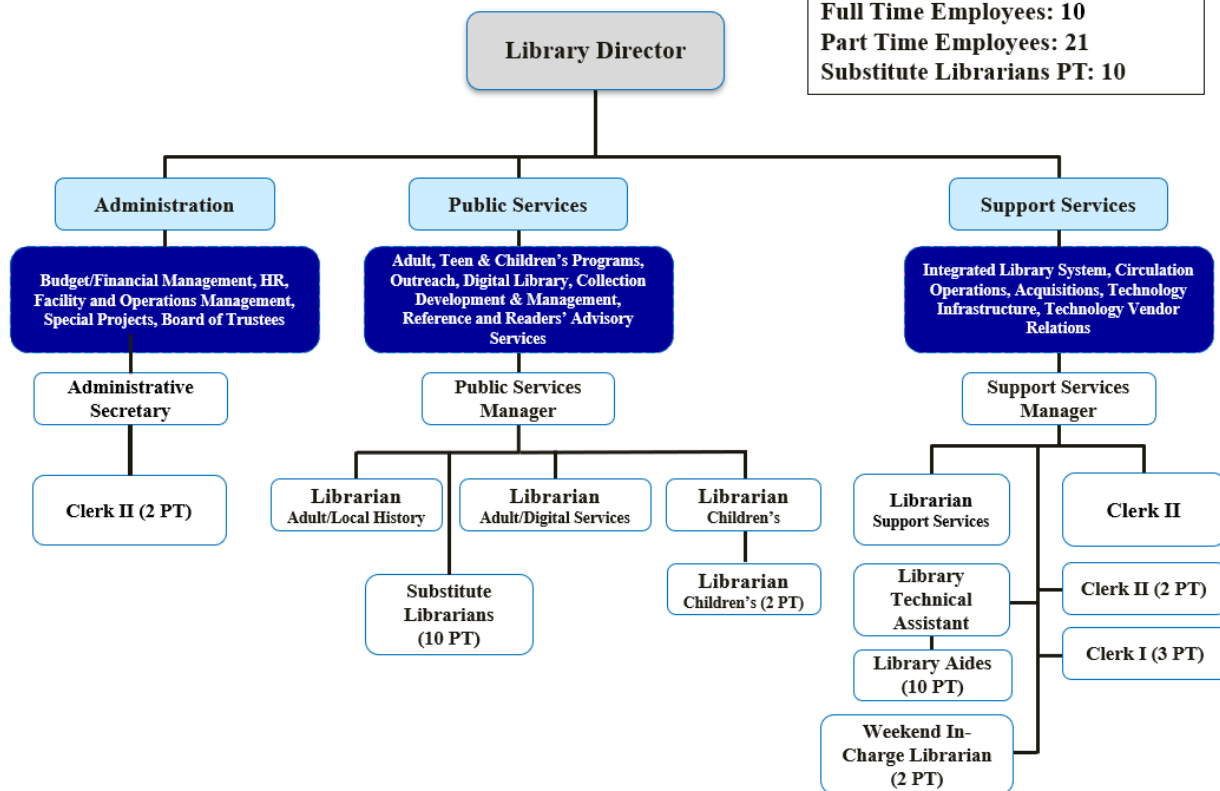 Full Time Employees: 10
Part Time Employees: 21
Substitute Librarians PT: 10
Library Director
Administration
Public Services
Support Services
Budget/Financial Management, HR,
Facility and Operations Management,
Special Projects, Board of Trustees
Adult, Teen & Children's Programs,
Outreach, Digital Library, Collection
Development & Management,
Reference and Readers' Advisory
Services
Integrated Library System, Circulation
Operations, Acquisitions, Technology
Infrastructure, Technology Vendor
Relations
Administrative
Secretary
Public Services
Manager
Support Services
Manager
Clerk II (2 PT)
Librarian
Adult/Local History
Librarian
Adult/Digital Services
Librarian
Children's
Librarian
Support Services
Clerk II
Substitute
Librarians
(10 PT)
Librarian
Children's (2 PT)
Library
Technical
Assistant
Clerk II (2 PT)
Library Aides
(10 PT)
Clerk I (3 PT)
Weekend In-
Charge Librarian
(2 PT)